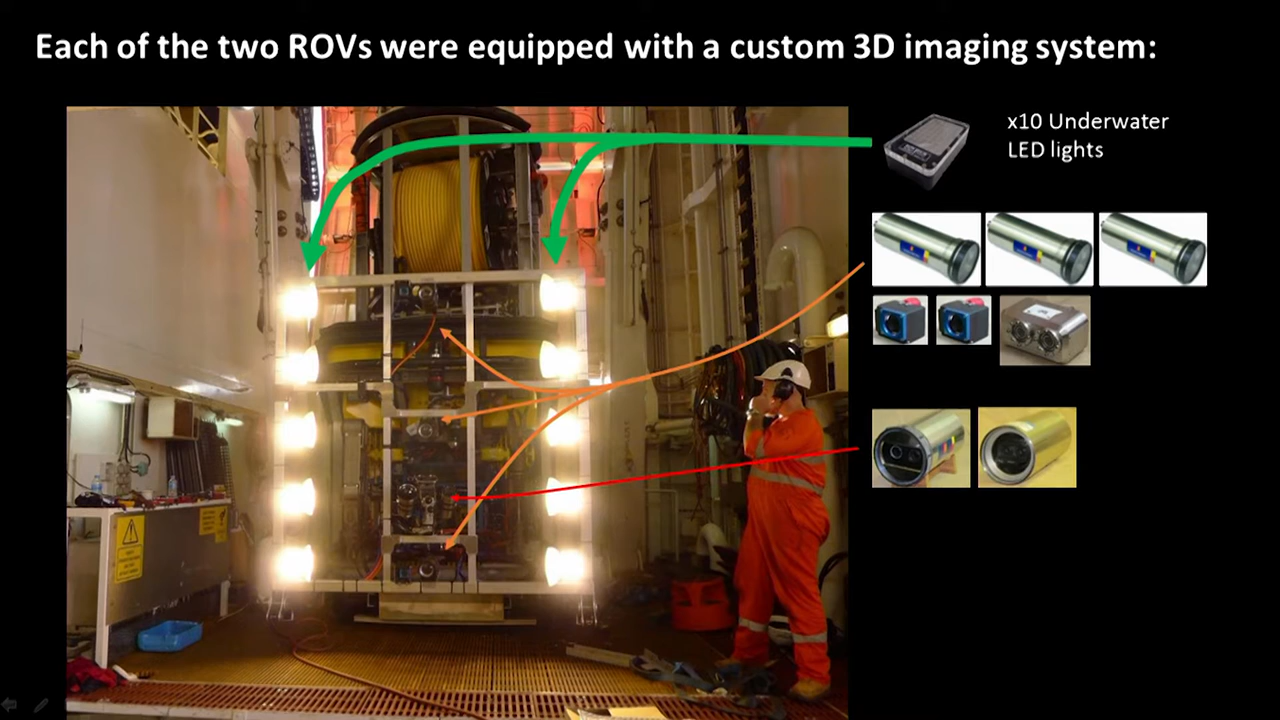 Each of the two ROVs were equipped with a custom 3D imaging system:
x10 Underwater
LED lights